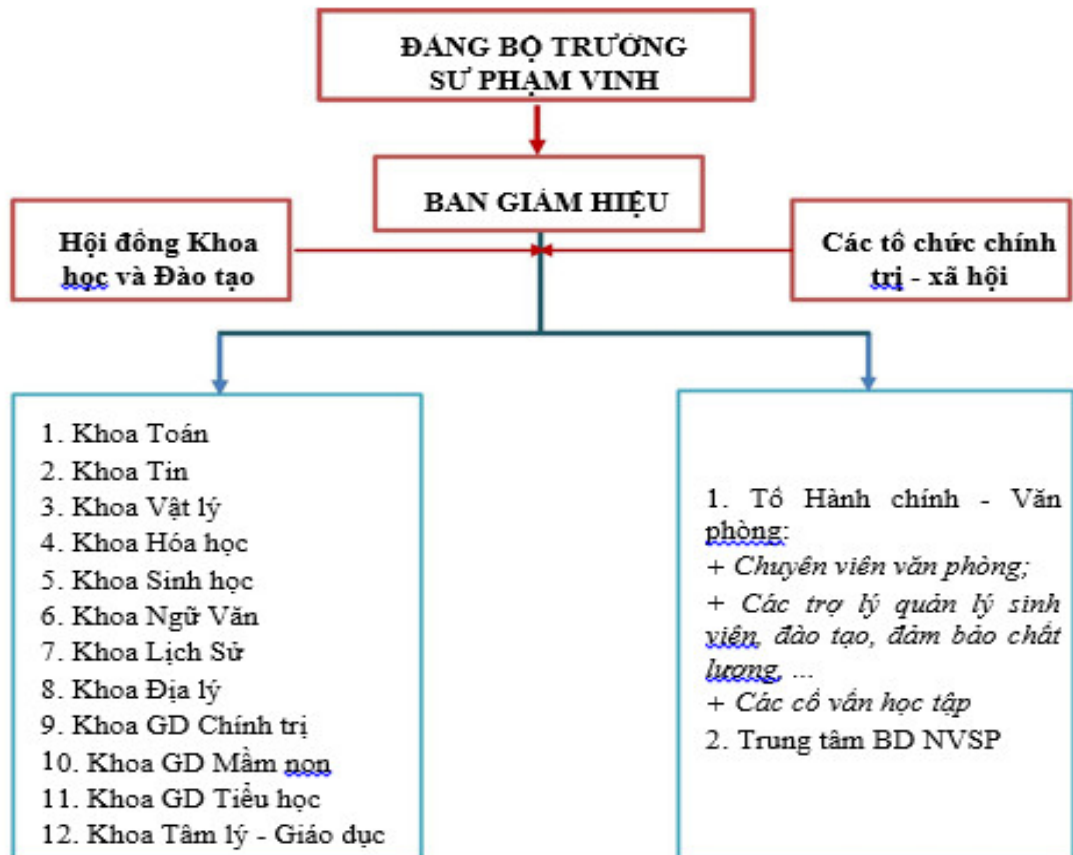 ĐẢNG BỘ TRƯỜNG
SƯ PHẠM VINH
BAN GIÁM HIỆU
Hội đồng Khoa
học và Đào tạo
Các tổ chức chính
trị - xã hội
1. Khoa Toán
2. Khoa Tin
3. Khoa Vật lý
4. Khoa Hóa học
5. Khoa Sinh học
6. Khoa Ngữ Văn
7. Khoa Lịch Sử
8. Khoa Địa lý
9. Khoa GD Chính trị
10. Khoa GD Mầm non
11. Khoa GD Tiểu học
12. Khoa Tâm lý - Giáo dục
1. Tổ Hành chính - Văn
phòng:
+ Chuyên viên văn phòng;
+ Các trợ lý quản lý sinh
viên, đào tạo, đảm bảo chất
lượng, ...
+ Các cố vấn học tập
2. Trung tâm BD NVSP